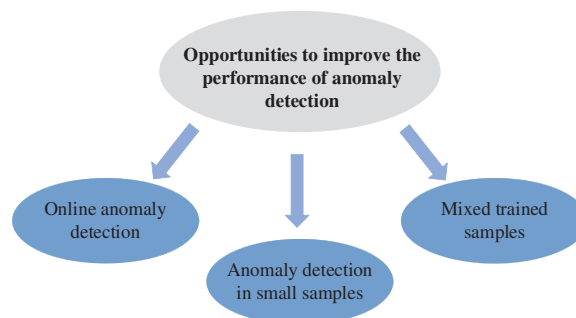 Opportunities to improve the
performance of anomaly
detection
Online anomaly
detection
Anomaly detection
in small samples
Mixed trained
samples